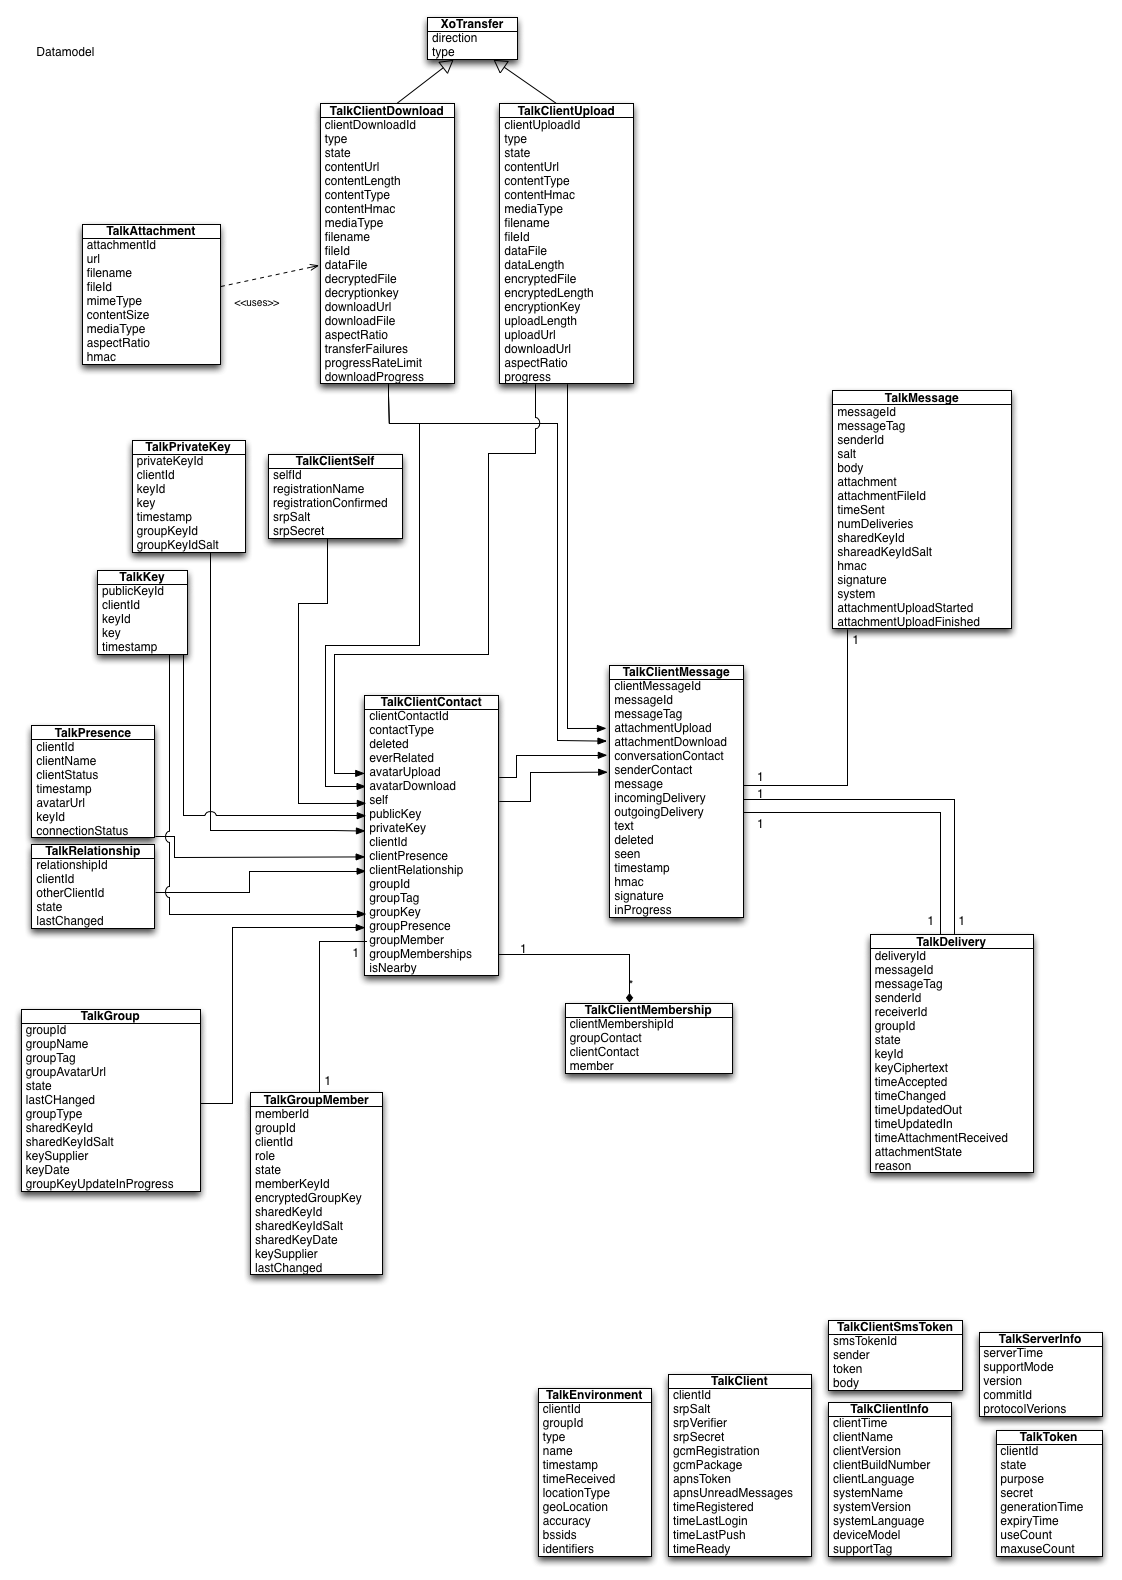 Datamodel
XoTransfer
direction
type
TalkClientDownload
clientDownloadId
type
state
contentUrl
contentLength
contentType
contentHmac
mediaType
filename
fileId
dataFile
decryptedFile
decryptionkey
downloadUrl
downloadFile
aspectRatio
transferFailures
progressRateLimit
downloadProgress
TalkClientUpload
clientUploadId
type
state
contentUrl
contentType
contentHmac
mediaType
filename
fileId
dataFile
dataLength
encryptedFile
encryptedLength
encryptionKey
uploadLength
uploadUrl
downloadUrl
aspectRatio
progress
TalkAttachment
attachmentId
url
filename
fileId
mimeType
contentSize
mediaType
aspectRatio
hmac
<<uses>>
TalkMessage
messageId
messageTag
senderId
salt
body
attachment
attachmentFileId
timeSent
numDeliveries
sharedKeyId
shareadKeyIdSalt
hmac
signature
system
attachmentUploadStarted
attachmentUploadFinished
1
TalkPrivateKey
privateKeyId
clientId
keyId
key
timestamp
groupKeyId
groupKeyIdSalt
TalkClientSelf
selfId
registrationName
registrationConfirmed
srpSalt
srpSecret
TalkKey
publicKeyId
clientId
keyId
key
timestamp
TalkPresence
clientId
clientName
clientStatus
timestamp
avatarUrl
keyId
connectionStatus
TalkRelationship
relationshipId
clientId
otherClientId
state
lastChanged
TalkClientContact
clientContactId
contactType
deleted
everRelated
avatarUpload
avatarDownload
self
publicKey
privateKey
clientId
clientPresence
clientRelationship
groupId
groupTag
groupKey
groupPresence
groupMember
groupMemberships
isNearby
1
1
TalkClientMessage
clientMessageId
messageId
messageTag
attachmentUpload
attachmentDownload
conversationContact
senderContact
message
incomingDelivery
outgoingDelivery
text
deleted
seen
timestamp
hmac
signature
inProgress
1
1
1
1
1
TalkDelivery
deliveryId
messageId
messageTag
senderId
receiverId
groupId
state
keyId
keyCiphertext
timeAccepted
timeChanged
timeUpdatedOut
timeUpdatedIn
timeAttachmentReceived
attachmentState
reason
*
TalkClientMembership
clientMembershipId
groupContact
clientContact
member
TalkGroup
groupId
groupName
groupTag
groupAvatarUrl
state
lastCHanged
groupType
sharedKeyId
sharedKeyIdSalt
keySupplier
keyDate
groupKeyUpdateInProgress
1
TalkGroupMember
memberId
groupId
clientId
role
state
memberKeyId
encryptedGroupKey
sharedKeyId
sharedKeyIdSalt
sharedKeyDate
keySupplier
lastChanged
TalkEnvironment
clientId
groupId
type
name
timestamp
timeReceived
locationType
geoLocation
accuracy
bssids
identifiers
TalkClient
clientId
srpSalt
srpVerifier
srpSecret
gcmRegistration
gcmPackage
apnsToken
apnsUnreadMessages
timeRegistered
timeLastLogin
timeLastPush
timeReady
TalkClientSmsToken
smsTokenId
sender
token
body
TalkClientInfo
clientTime
clientName
clientVersion
clientBuildNumber
clientLanguage
systemName
systemVersion
systemLanguage
deviceModel
supportTag
TalkServerInfo
serverTime
supportMode
version
commitId
protocolVerions
TalkToken
clientId
state
purpose
secret
generationTime
expiryTime
useCount
maxuseCount